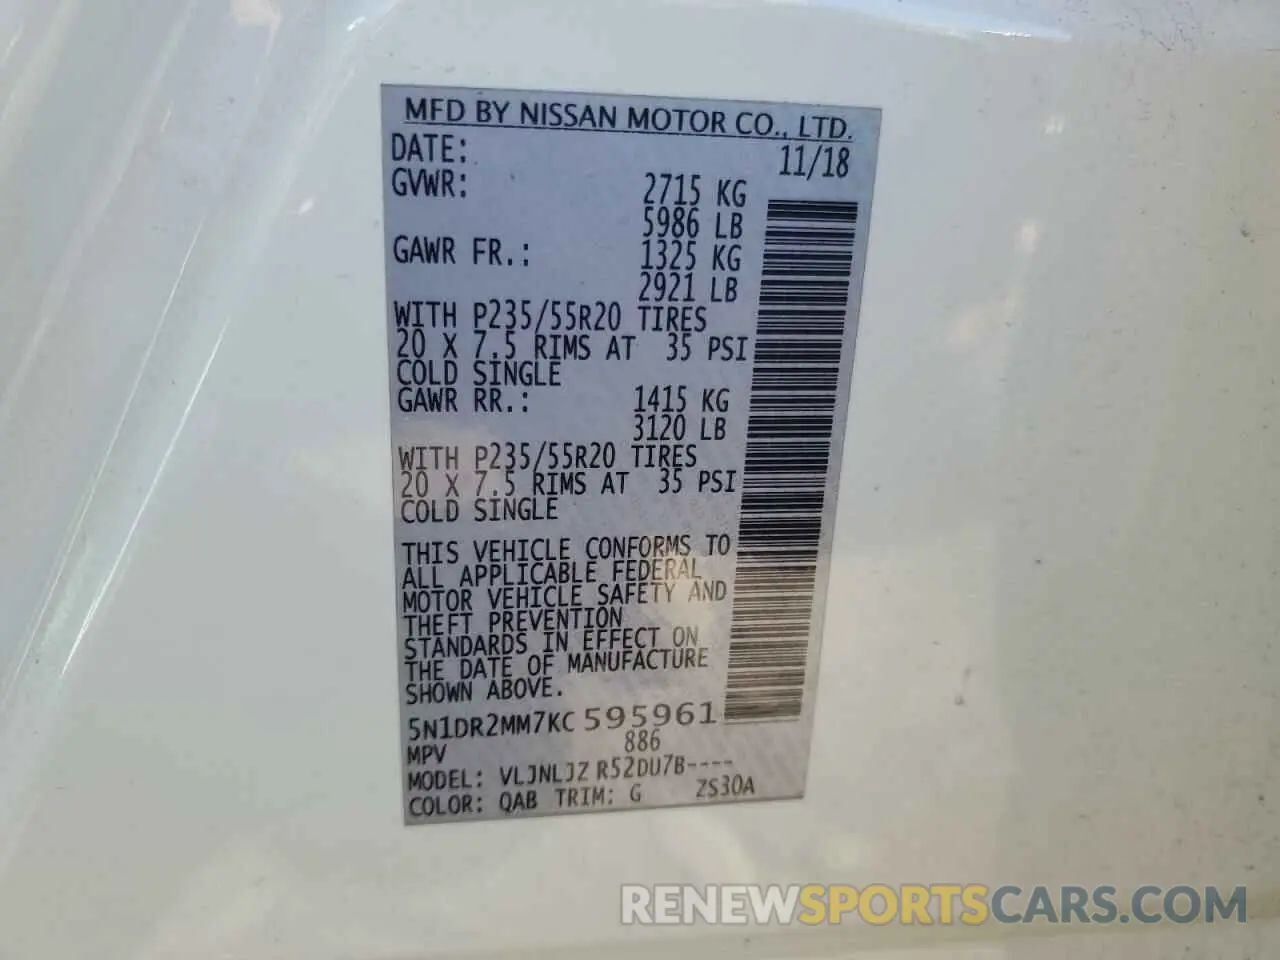 MFD BY NISSAN MOTOR CO., LTD.
DATE: 11/18
GVWR: 2715 KG
5986 LB
GAWR FR.: 1325 KG
2921 LB
WITH P235/55R20 TIRES
20 X 7.5 RIMS AT 35 PSI
COLD SINGLE
GAWR RR.: 1415 KG
3120 LB
WITH P235/55R20 TIRES
20 X 7.5 RIMS AT 35 PSI
COLD SINGLE
THIS VEHICLE CONFORMS TO
ALL APPLICABLE FEDERAL
MOTOR VEHICLE SAFETY AND
THEFT PREVENTION
STANDARDS IN EFFECT ON
THE DATE OF MANUFACTURE
SHOWN ABOVE.
5N1DR2MM7KC 595961
MPV 886
MODEL: VLJNLJZ R52DU7B----
COLOR: QAB TRIM: G ZS30A
RENEWSPORTSCARS.COM